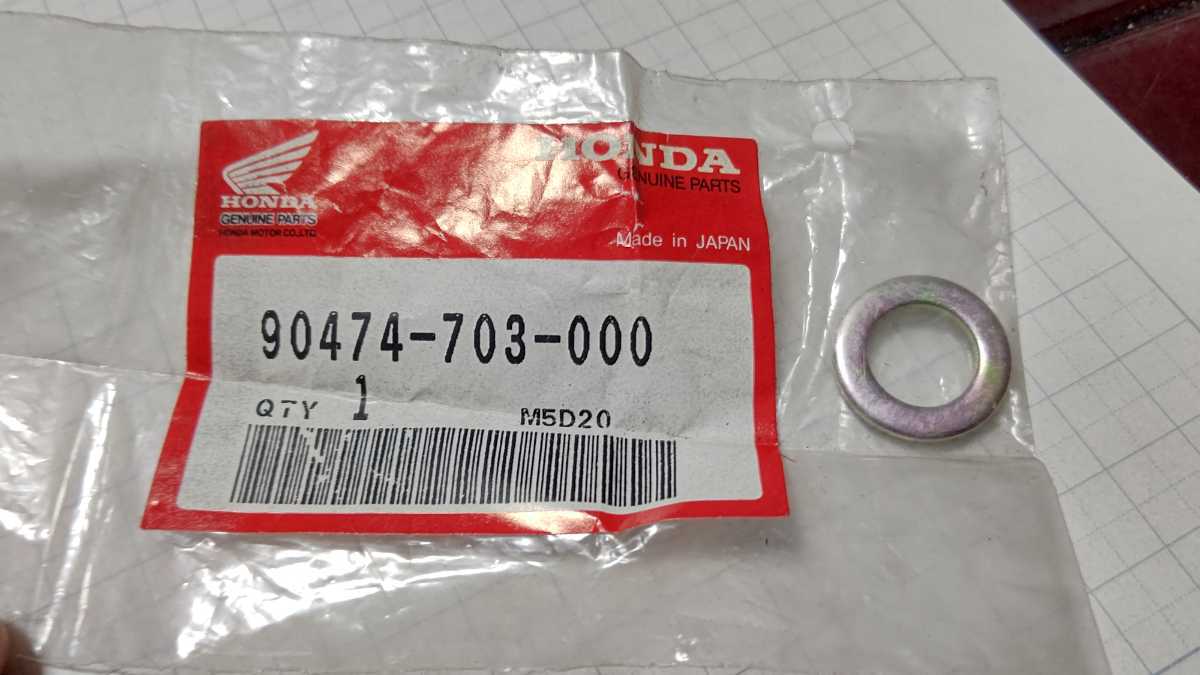 HONDA
GENUINE PARTS
HONDA MOTOR CO.,LTD
HONDA
GENUINE PARTS
Made in JAPAN
90474-703-000
QTY 1 M5D20